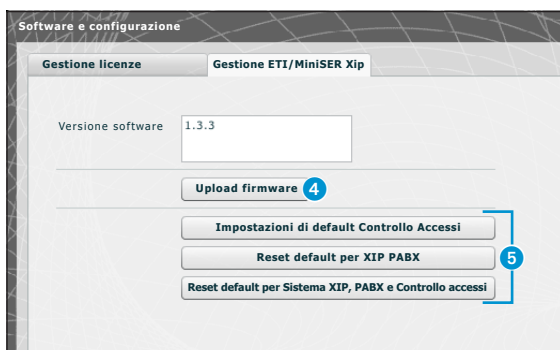 Software e configurazione
Gestione licenze
Gestione ETI/MiniSER Xip
Versione software
1.3.3
Upload firmware
4
Impostazioni di default Controllo Accessi
Reset default per XIP PABX
5
Reset default per Sistema XIP, PABX e Controllo accessi